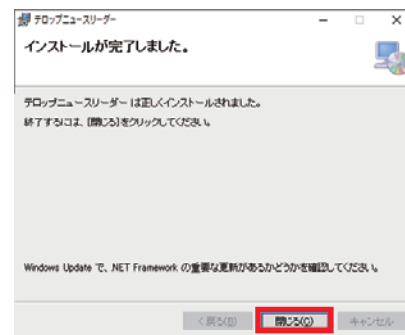 テロップニュースリーダー
インストールが完了しました。
テロップニュースリーダー は正しくインストールされました。
終了するには、[閉じる]をクリックしてください。
Windows Update で、.NET Framework の重要な更新があるかどうかを確認してください。
< 戻る(B)
閉じる(C)
キャンセル